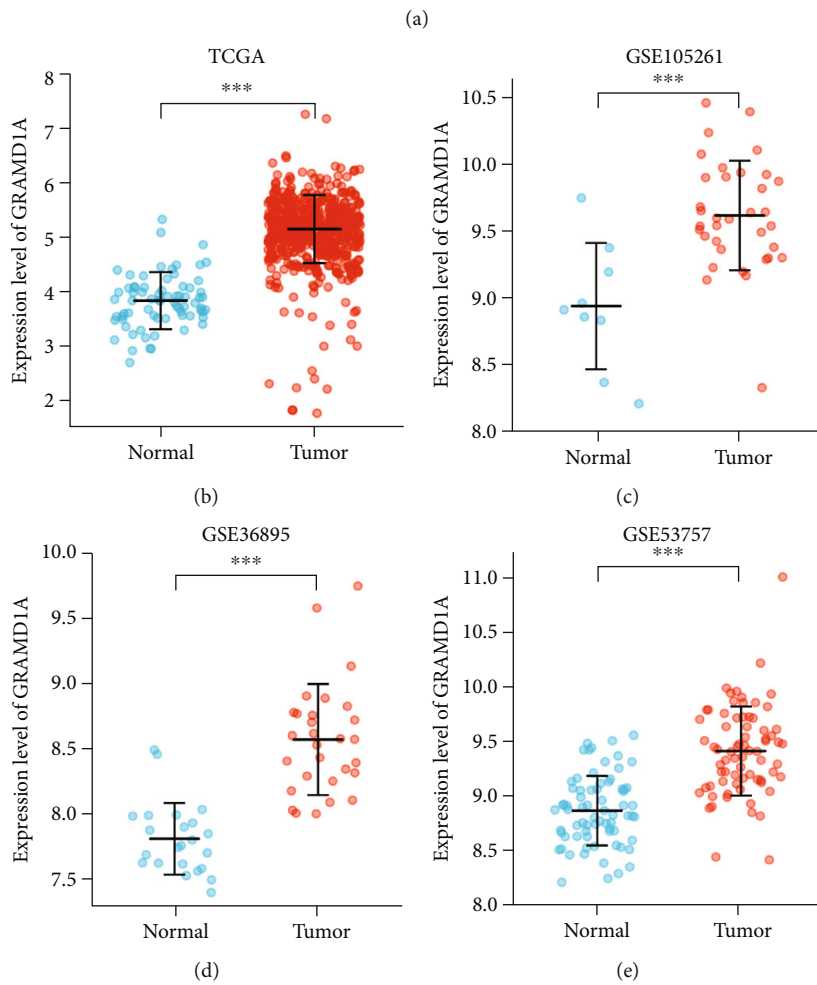 (a)
TCGA
***
Expression level of GRAMD1A
8
7
6
5
4
3
2
Normal Tumor
(b)
GSE105261
***
Expression level of GRAMD1A
10.5
10.0
9.5
9.0
8.5
8.0
Normal Tumor
(c)
GSE36895
***
Expression level of GRAMD1A
10.0
9.5
9.0
8.5
8.0
7.5
Normal Tumor
(d)
GSE53757
***
Expression level of GRAMD1A
11.0
10.5
10.0
9.5
9.0
8.5
8.0
Normal Tumor
(e)